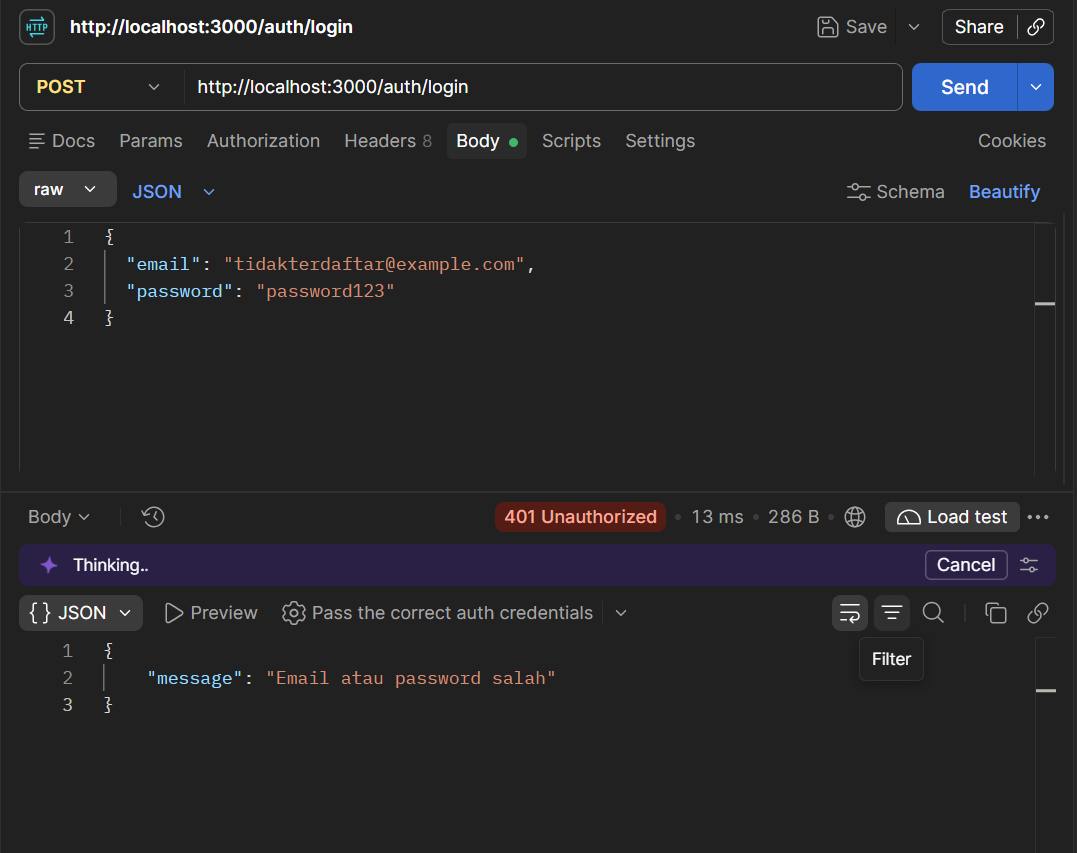 HTTP http://localhost:3000/auth/login Save Share
POST http://localhost:3000/auth/login Send
Docs Params Authorization Headers 8 Body Scripts Settings Cookies
raw JSON Schema Beautify
1 {
2 "email": "tidakterdaftar@example.com",
3 "password": "password123"
4 }
Body 401 Unauthorized • 13 ms • 286 B • Load test
Thinking.. Cancel
{} JSON Preview Pass the correct auth credentials
1 {
Filter
2 "message": "Email atau password salah"
3 }